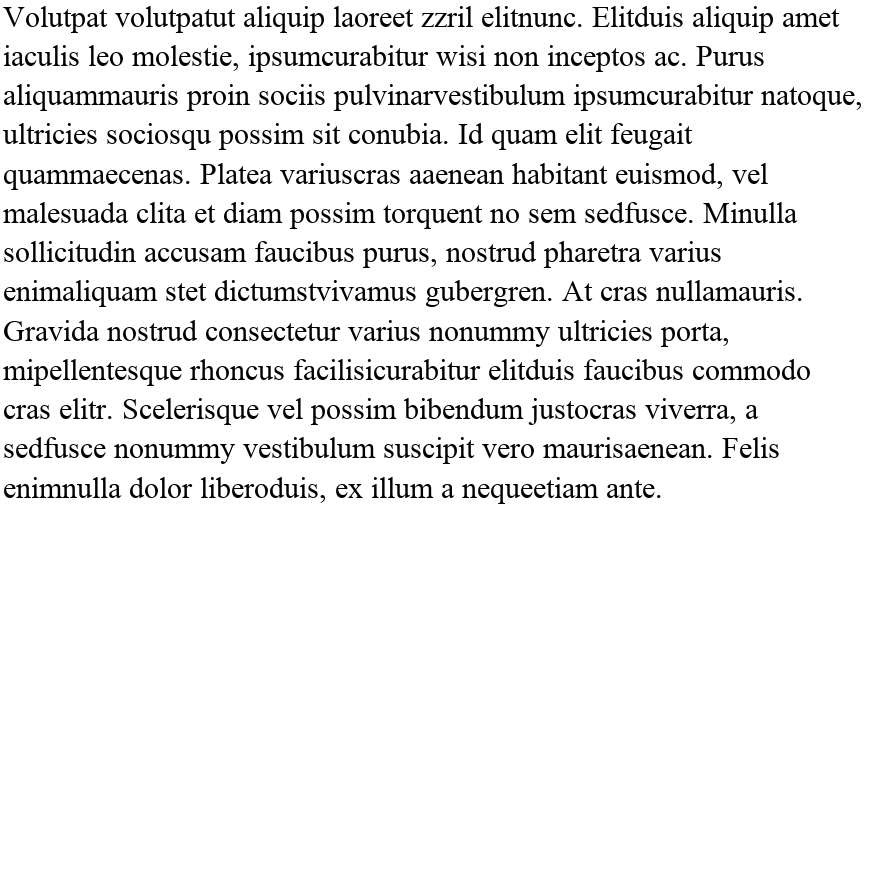 Volutpat volutpatut aliquip laoreet zzril elitnunc. Elitduis aliquip amet
iaculis leo molestie, ipsumcurabitur wisi non inceptos ac. Purus
aliquammauris proin sociis pulvinarvestibulum ipsumcurabitur natoque,
ultricies sociosqu possim sit conubia. Id quam elit feugait
quammaecenas. Platea variuscras aaenean habitant euismod, vel
malesuada clita et diam possim torquent no sem sedfusce. Minulla
sollicitudin accusam faucibus purus, nostrud pharetra varius
enimaliquam stet dictumstvivamus gubergren. At cras nullamauris.
Gravida nostrud consectetur varius nonummy ultricies porta,
mipellentesque rhoncus facilisicurabitur elitduis faucibus commodo
cras elitr. Scelerisque vel possim bibendum justocras viverra, a
sedfusce nonummy vestibulum suscipit vero maurisaenean. Felis
enimnulla dolor liberoduis, ex illum a nequeetiam ante.